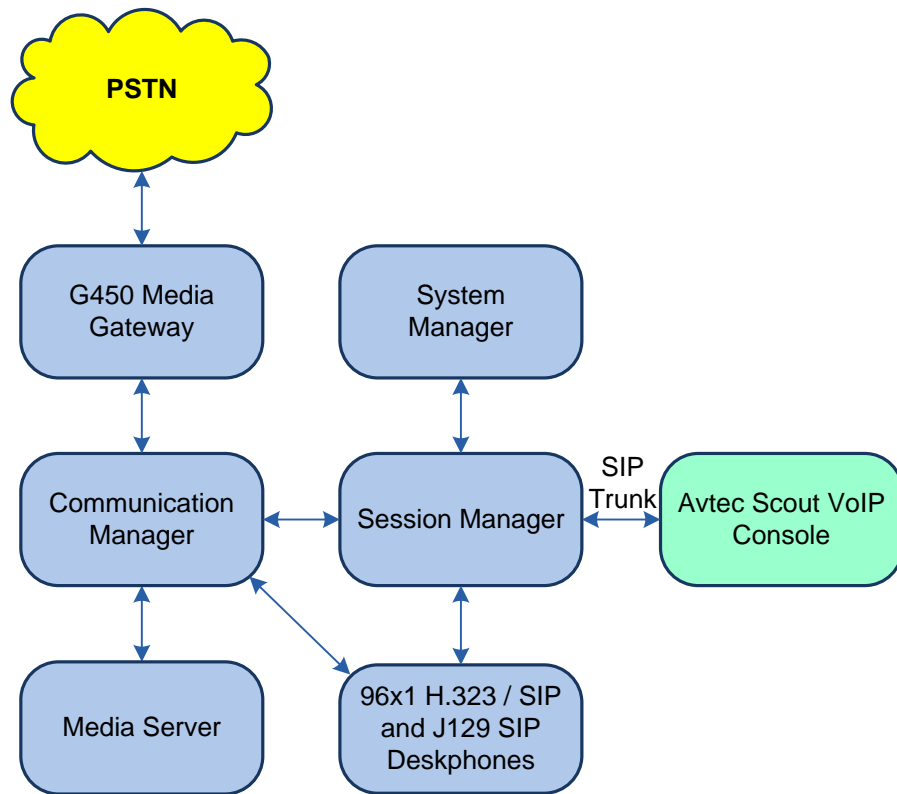 PSTN
G450 Media
Gateway
System
Manager
Communication
Manager
Session Manager
SIP
Trunk
Avtec Scout VoIP
Console
Media Server
96x1 H.323 / SIP
and J129 SIP
Deskphones